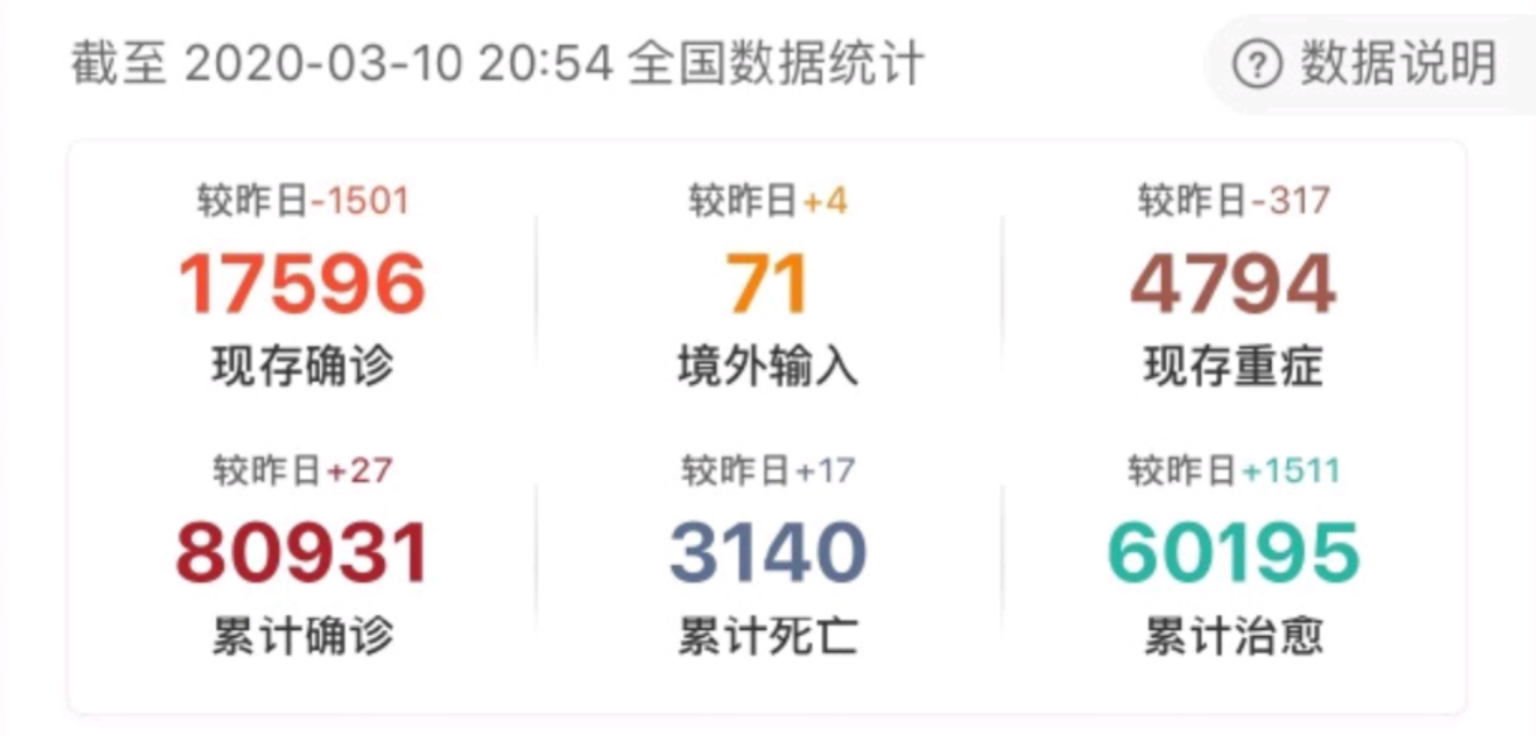 截至 2020-03-10 20:54 全国数据统计
? 数据说明
较昨日-1501
17596
现存确诊
较昨日+4
71
境外输入
较昨日-317
4794
现存重症
较昨日+27
80931
累计确诊
较昨日+17
3140
累计死亡
较昨日+1511
60195
累计治愈